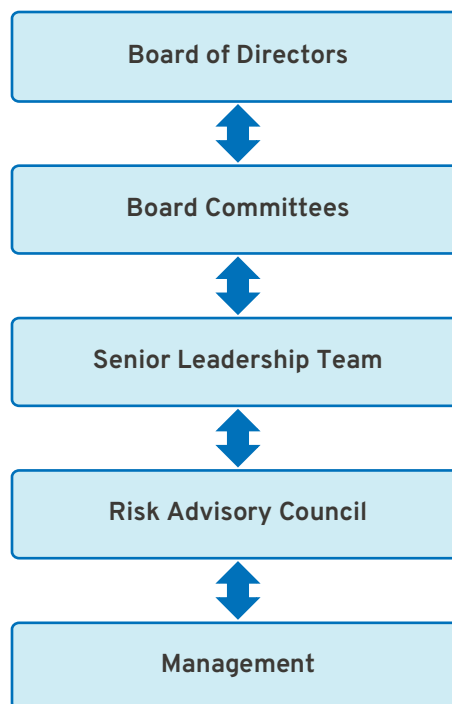 Board of Directors
Board Committees
Senior Leadership Team
Risk Advisory Council
Management